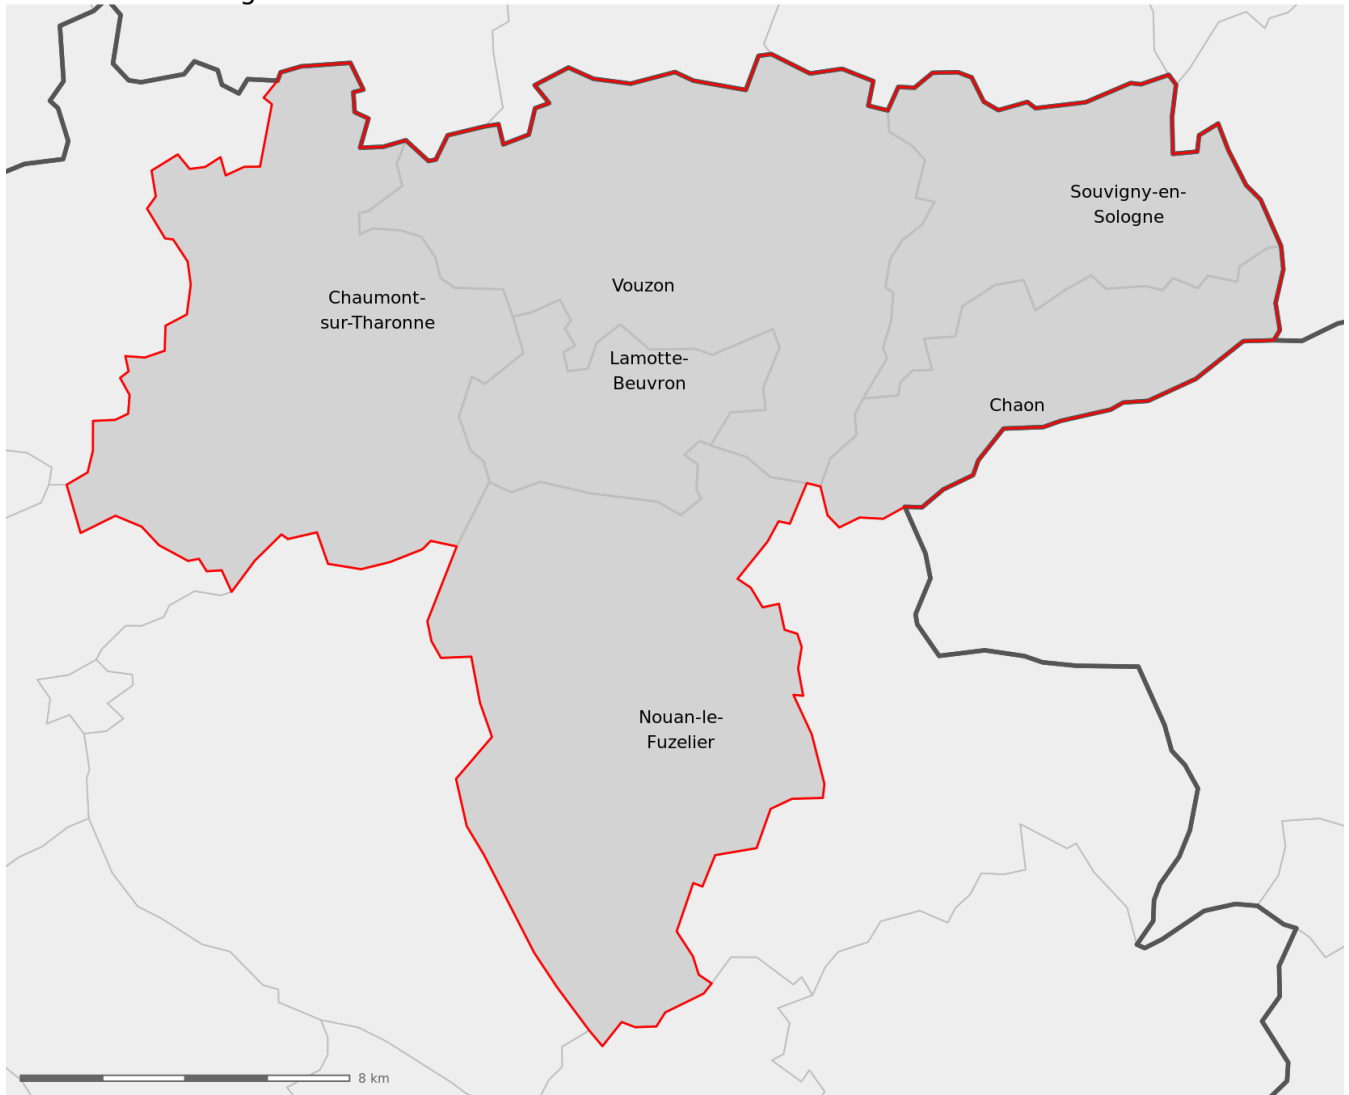 Souvigny-en-
Sologne
Vouzon
Chaumont-
sur-Tharonne
Lamotte-
Beuvron
Chaon
Nouan-le-
Fuzelier
8 km